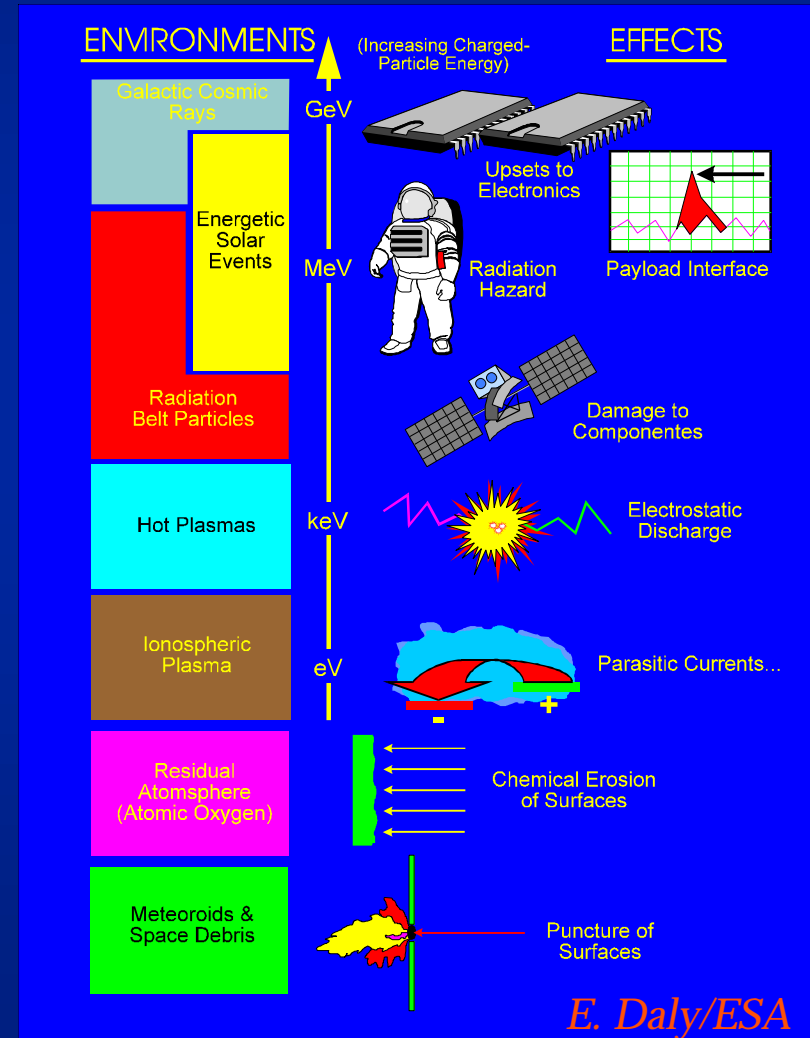 ENVIRONMENTS
(Increasing Charged-
Particle Energy)
EFFECTS
Galactic Cosmic
Rays
GeV
Upsets to
Electronics
Energetic
Solar
Events
MeV
Radiation
Hazard
Payload Interface
Radiation
Belt Particles
Damage to
Componentes
Hot Plasmas
keV
Electrostatic
Discharge
Ionospheric
Plasma
eV
Parasitic Currents...
+
-
Residual
Atomsphere
(Atomic Oxygen)
Chemical Erosion
of Surfaces
Meteoroids &
Space Debris
Puncture of
Surfaces
E. Daly/ESA